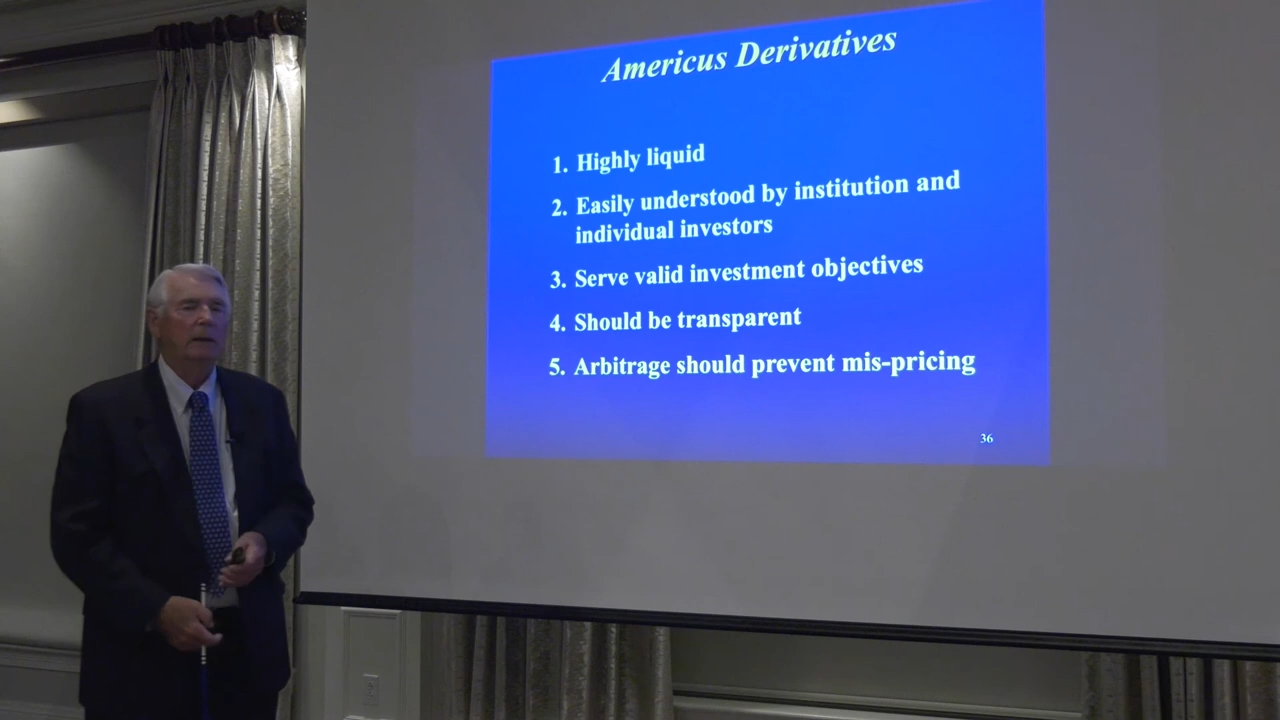 Americus Derivatives
1. Highly liquid
2. Easily understood by institution and
individual investors
3. Serve valid investment objectives
4. Should be transparent
5. Arbitrage should prevent mis-pricing
36